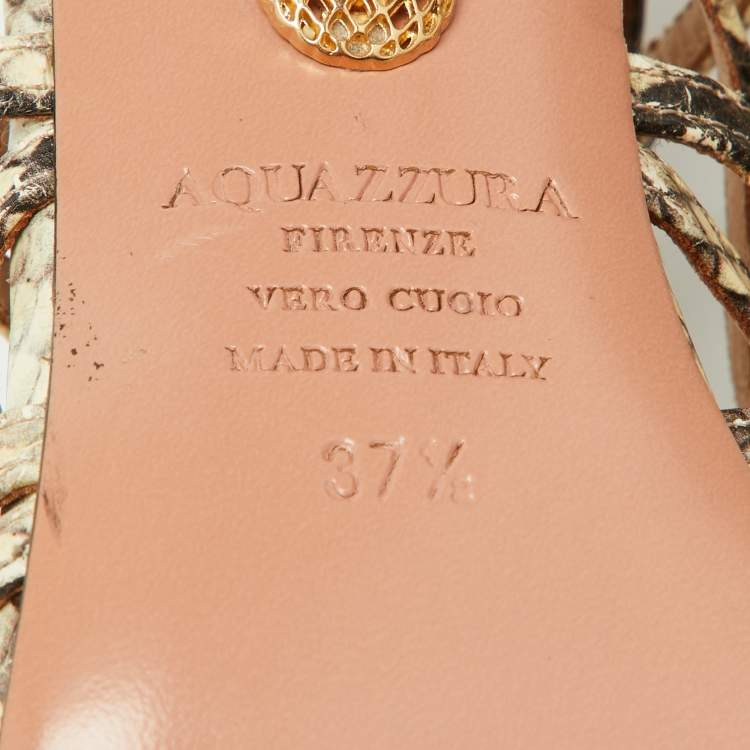 AQUAZZURA
FIRENZE
VERO CUOIO
MADE IN ITALY
37½